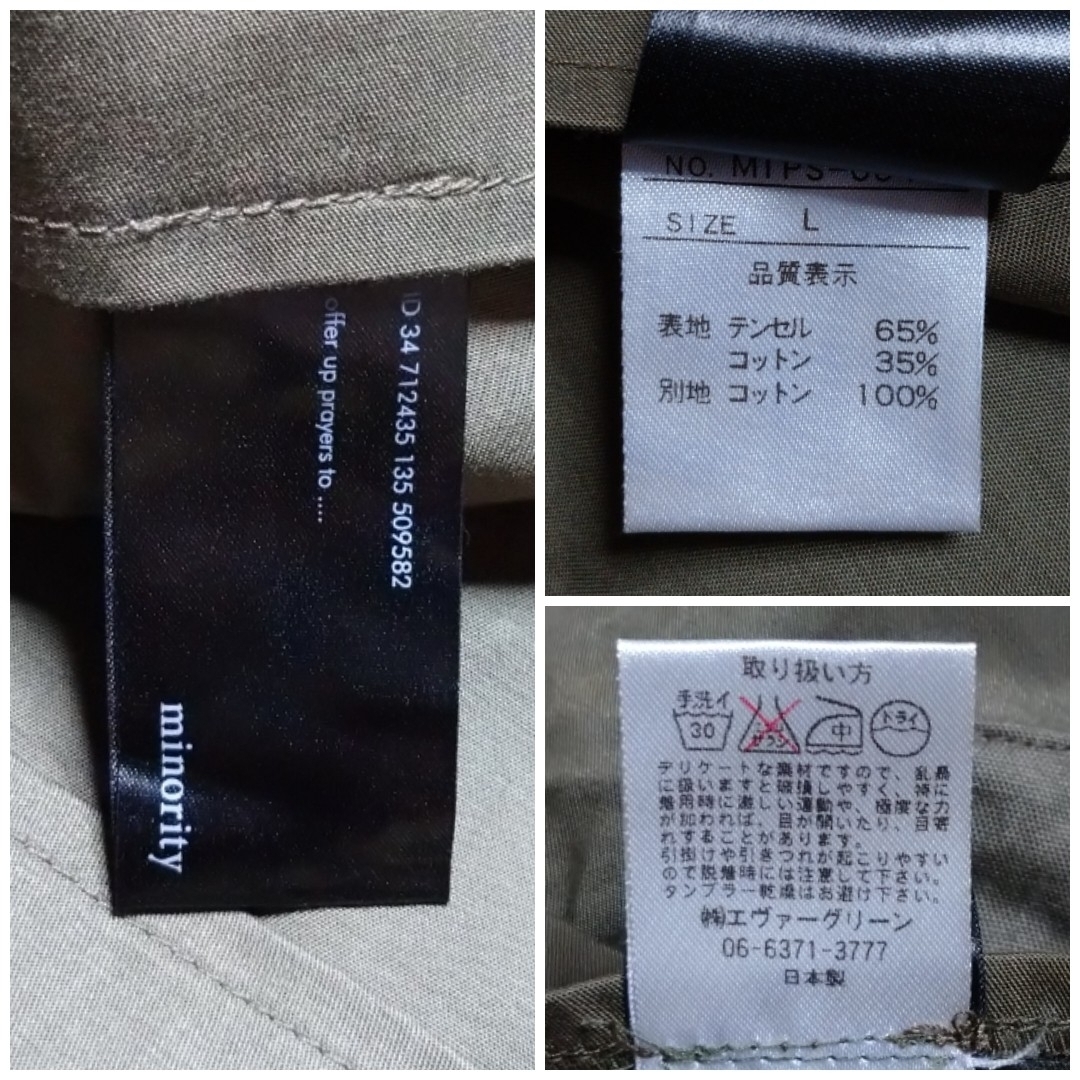 ID 34 712435 135 509582
offer up prayers to ....
minority
NO. MTPS-
SIZE L
品質表示
表地 テンセル 65%
コットン 35%
別地 コットン 100%
取り扱い方
手洗イ
30
サラシ
中
ドライ
デリケートな素材ですので、乱暴
に扱いますと破損しやすく、特に
着用時に激しい運動や、極度な力
が加われば、目が開いたり、目寄
れすることがあります。
引掛けや引きつれが起こりやすい
ので脱着時には注意して下さい。
タンブラー乾燥はお避け下さい。
㈱エヴァーグリーン
06-6371-3777
日本製